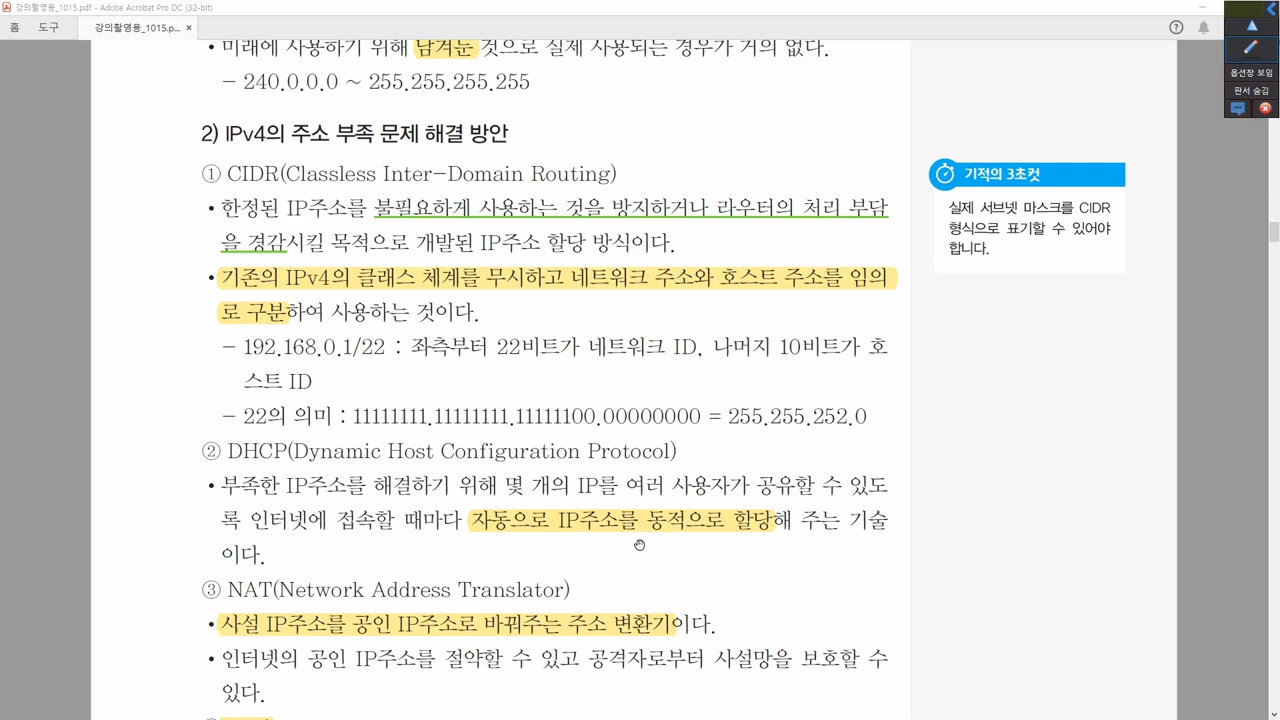 강의촬영용_1015.pdf - Adobe Acrobat Pro DC (32-bit)
홈 도구 강의촬영용_1015.p... ×
옵션창 보임
판서 숨김
• 미래에 사용하기 위해 남겨둔 것으로 실제 사용되는 경우가 거의 없다.
- 240.0.0.0 ~ 255.255.255.255
2) IPv4의 주소 부족 문제 해결 방안
① CIDR(Classless Inter-Domain Routing)
• 한정된 IP주소를 불필요하게 사용하는 것을 방지하거나 라우터의 처리 부담
을 경감시킬 목적으로 개발된 IP주소 할당 방식이다.
• 기존의 IPv4의 클래스 체계를 무시하고 네트워크 주소와 호스트 주소를 임의
로 구분하여 사용하는 것이다.
- 192.168.0.1/22 : 좌측부터 22비트가 네트워크 ID, 나머지 10비트가 호
스트 ID
- 22의 의미 : 11111111.11111111.11111100.00000000 = 255.255.252.0
② DHCP(Dynamic Host Configuration Protocol)
• 부족한 IP주소를 해결하기 위해 몇 개의 IP를 여러 사용자가 공유할 수 있도
록 인터넷에 접속할 때마다 자동으로 IP주소를 동적으로 할당해 주는 기술
이다.
③ NAT(Network Address Translator)
• 사설 IP주소를 공인 IP주소로 바꿔주는 주소 변환기이다.
• 인터넷의 공인 IP주소를 절약할 수 있고 공격자로부터 사설망을 보호할 수
있다.
기적의 3초컷
실제 서브넷 마스크를 CIDR
형식으로 표기할 수 있어야
합니다.